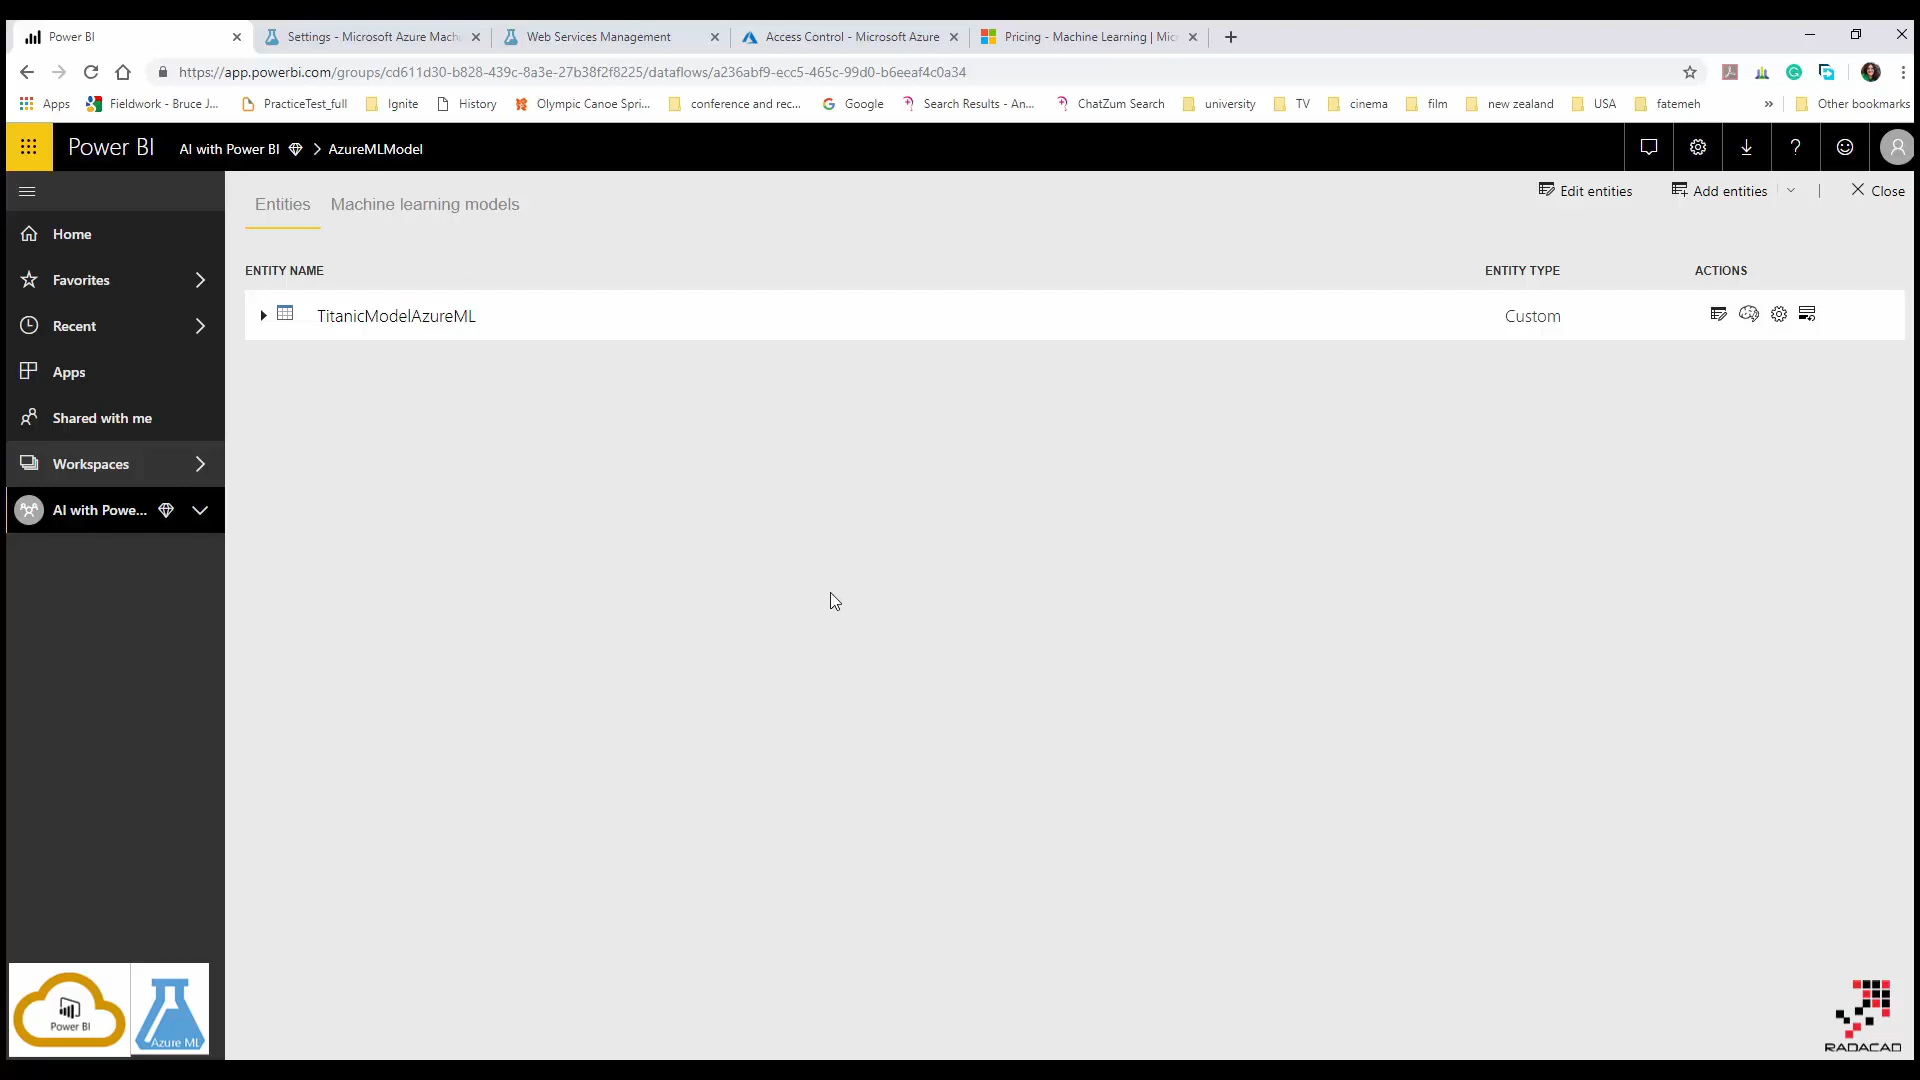 Power BI
Settings - Microsoft Azure Mach
Web Services Management
Access Control - Microsoft Azure
Pricing - Machine Learning | Mic
https://app.powerbi.com/groups/cd611d30-b828-439c-8a3e-27b38f2f8225/dataflows/a236abf9-ecc5-465c-99d0-b6eeaf4c0a34
Apps
Fieldwork - Bruce J...
PracticeTest_full
Ignite
History
Olympic Canoe Spri...
conference and rec...
Google
Search Results - An...
ChatZum Search
university
TV
cinema
film
new zealand
USA
fatemeh
»
Other bookmarks
Power BI
AI with Power BI > AzureMLModel
Edit entities
Add entities
Close
Entities
Machine learning models
Home
Favorites
Recent
Apps
Shared with me
Workspaces
AI with Powe...
ENTITY NAME
ENTITY TYPE
ACTIONS
TitanicModelAzureML
Custom
Power BI
Azure ML
RADACAD